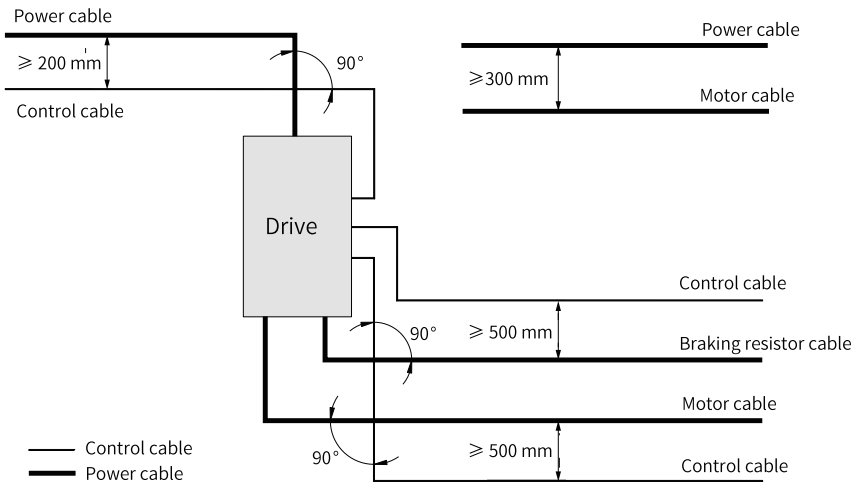 Power cable
Power cable
≥ 200 mm
90°
≥300 mm
Motor cable
Control cable
Drive
Control cable
90°
≥ 500 mm
Braking resistor cable
Motor cable
Control cable
90°
≥ 500 mm
Power cable
Control cable